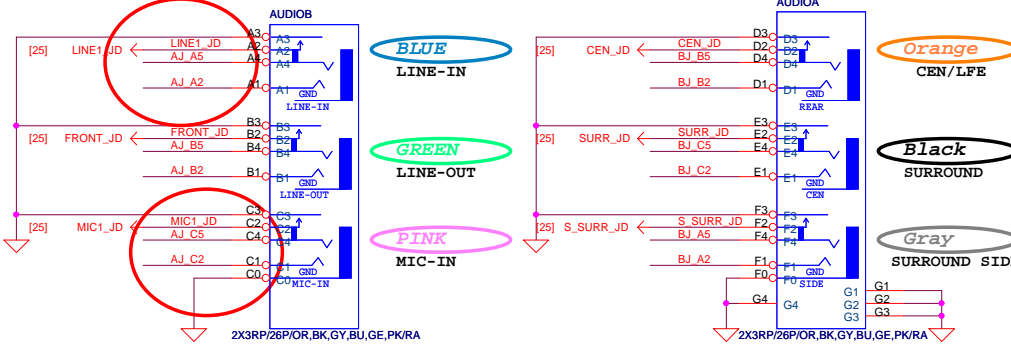 AUDIOB
A3 A3
[25] LINE1_JD LINE1_JD A2 A2
AJ_A5 A4 A4
AJ_A2 A1 A1
GND
LINE-IN
BLUE
LINE-IN
B3 B3
[25] FRONT_JD FRONT_JD B2 B2
AJ_B5 B4 B4
AJ_B2 B1 B1
GND
LINE-OUT
GREEN
LINE-OUT
C3 C3
[25] MIC1_JD MIC1_JD C2 C2
AJ_C5 C4 C4
AJ_C2 C1 C1
GND
C0 C0
MIC-IN
PINK
MIC-IN
2X3RP/26P/OR,BK,GY,BU,GE,PK/RA
AUDIOA
D3 D3
[25] CEN_JD CEN_JD D2 D2
BJ_B5 D4 D4
BJ_B2 D1 D1
GND
REAR
Orange
CEN/LFE
E3 E3
[25] SURR_JD SURR_JD E2 E2
BJ_C5 E4 E4
BJ_C2 E1 E1
GND
CEN
Black
SURROUND
F3 F3
[25] S_SURR_JD S_SURR_JD F2 F2
BJ_A5 F4 F4
BJ_A2 F1 F1
GND
F0 F0
SIDE
Gray
SURROUND SIDE
G4 G4
G1 G1
G2 G2
G3 G3
2X3RP/26P/OR,BK,GY,BU,GE,PK/RA